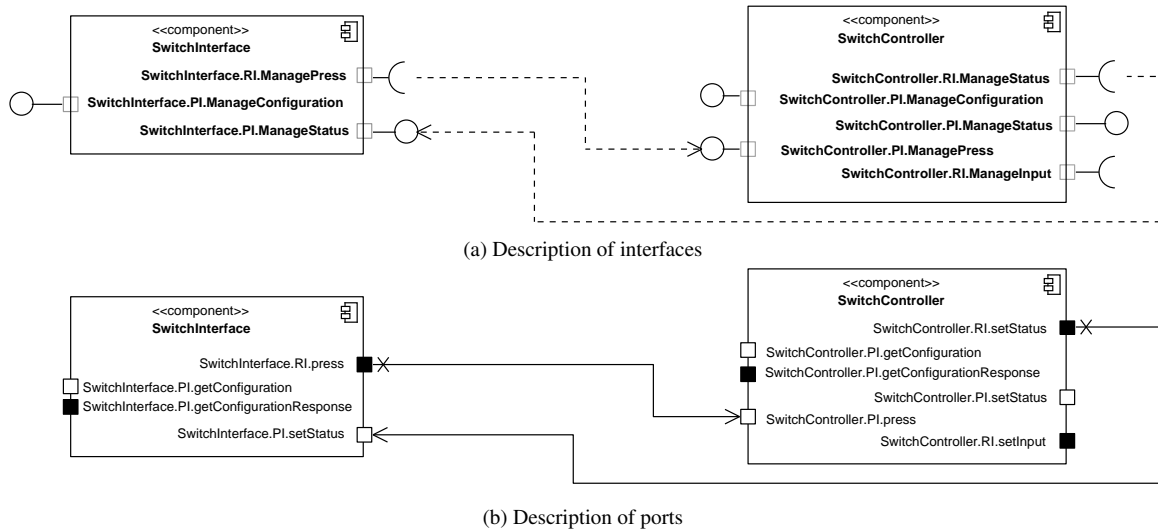 <<component>>
SwitchInterface
SwitchInterface.RI.ManagePress
SwitchInterface.PI.ManageConfiguration
SwitchInterface.PI.ManageStatus
<<component>>
SwitchController
SwitchController.RI.ManageStatus
SwitchController.PI.ManageConfiguration
SwitchController.PI.ManageStatus
SwitchController.PI.ManagePress
SwitchController.RI.ManageInput
(a) Description of interfaces
<<component>>
SwitchInterface
SwitchInterface.RI.press
SwitchInterface.PI.getConfiguration
SwitchInterface.PI.getConfigurationResponse
SwitchInterface.PI.setStatus
<<component>>
SwitchController
SwitchController.RI.setStatus
SwitchController.PI.getConfiguration
SwitchController.PI.getConfigurationResponse
SwitchController.PI.setStatus
SwitchController.PI.press
SwitchController.RI.setInput
(b) Description of ports